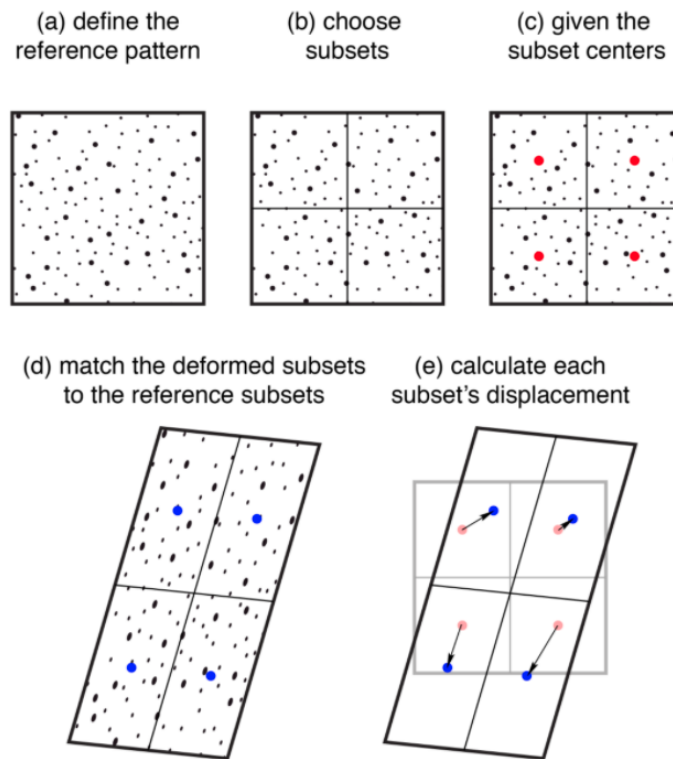 (a) define the
reference pattern
(b) choose
subsets
(c) given the
subset centers
(d) match the deformed subsets
to the reference subsets
(e) calculate each
subset's displacement